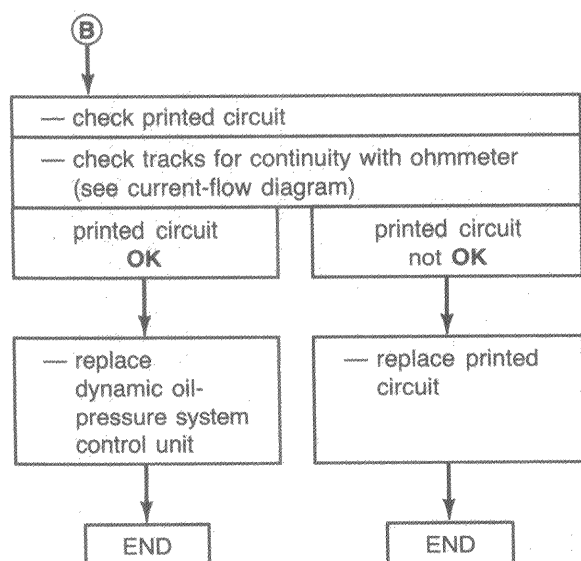 B
— check printed circuit
— check tracks for continuity with ohmmeter
(see current-flow diagram)
printed circuit
OK
printed circuit
not OK
— replace
dynamic oil-
pressure system
control unit
— replace printed
circuit
END
END